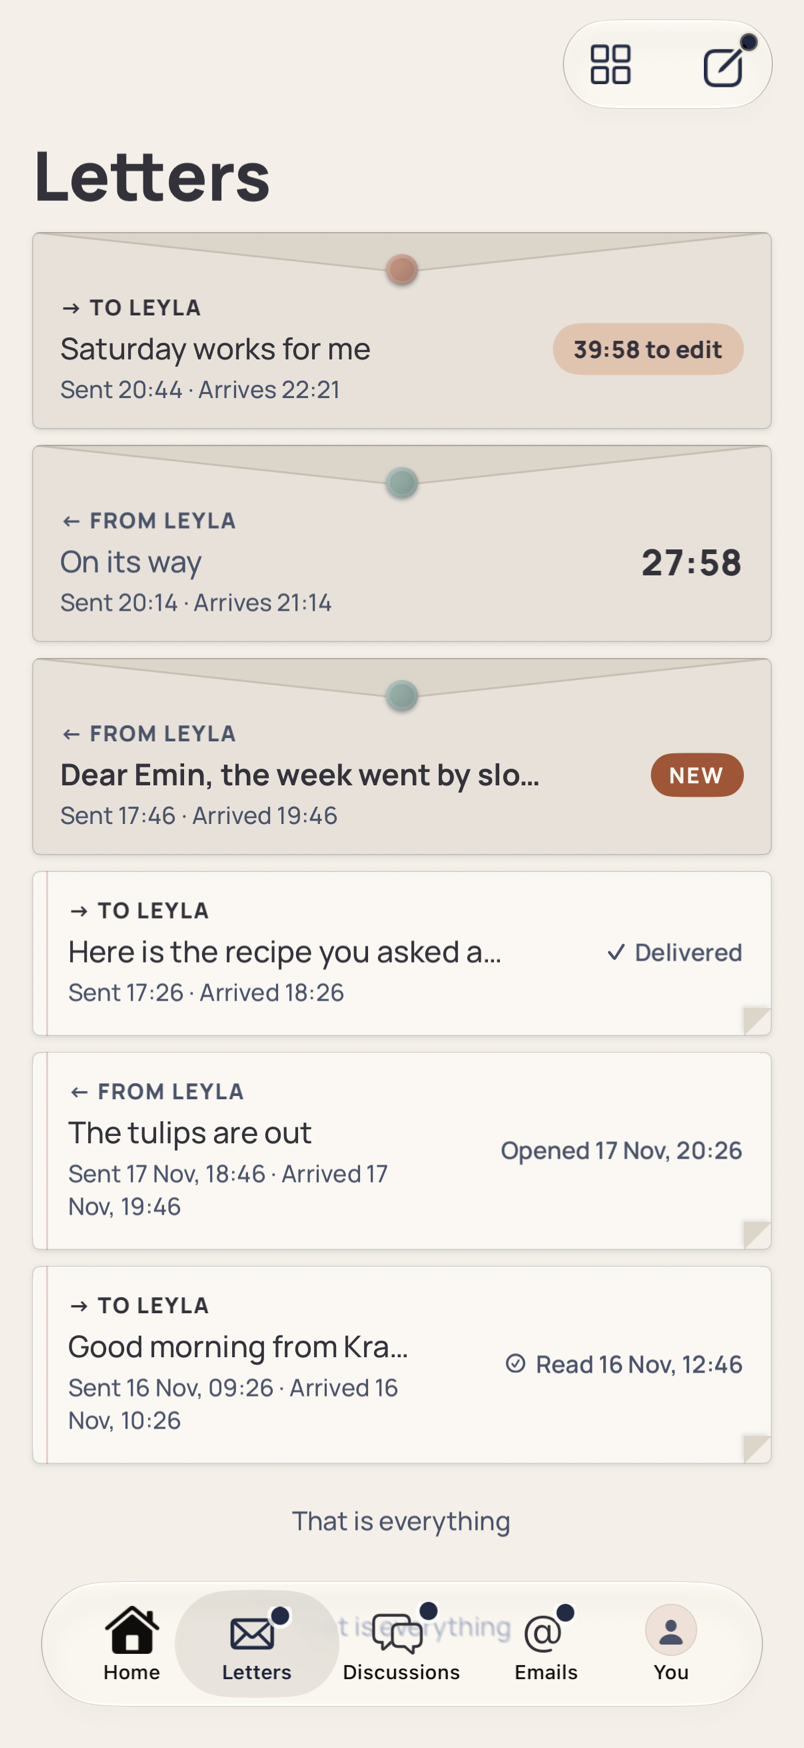 Letters
→ TO LEYLA
Saturday works for me
39:58 to edit
Sent 20:44 · Arrives 22:21
← FROM LEYLA
On its way
27:58
Sent 20:14 · Arrives 21:14
← FROM LEYLA
Dear Emin, the week went by slo...
NEW
Sent 17:46 · Arrived 19:46
→ TO LEYLA
Here is the recipe you asked a...
✓ Delivered
Sent 17:26 · Arrived 18:26
← FROM LEYLA
The tulips are out
Opened 17 Nov, 20:26
Sent 17 Nov, 18:46 · Arrived 17
Nov, 19:46
→ TO LEYLA
Good morning from Kra...
Read 16 Nov, 12:46
Sent 16 Nov, 09:26 · Arrived 16
Nov, 10:26
That is everything
t is everything
Home
Letters
Discussions
Emails
You